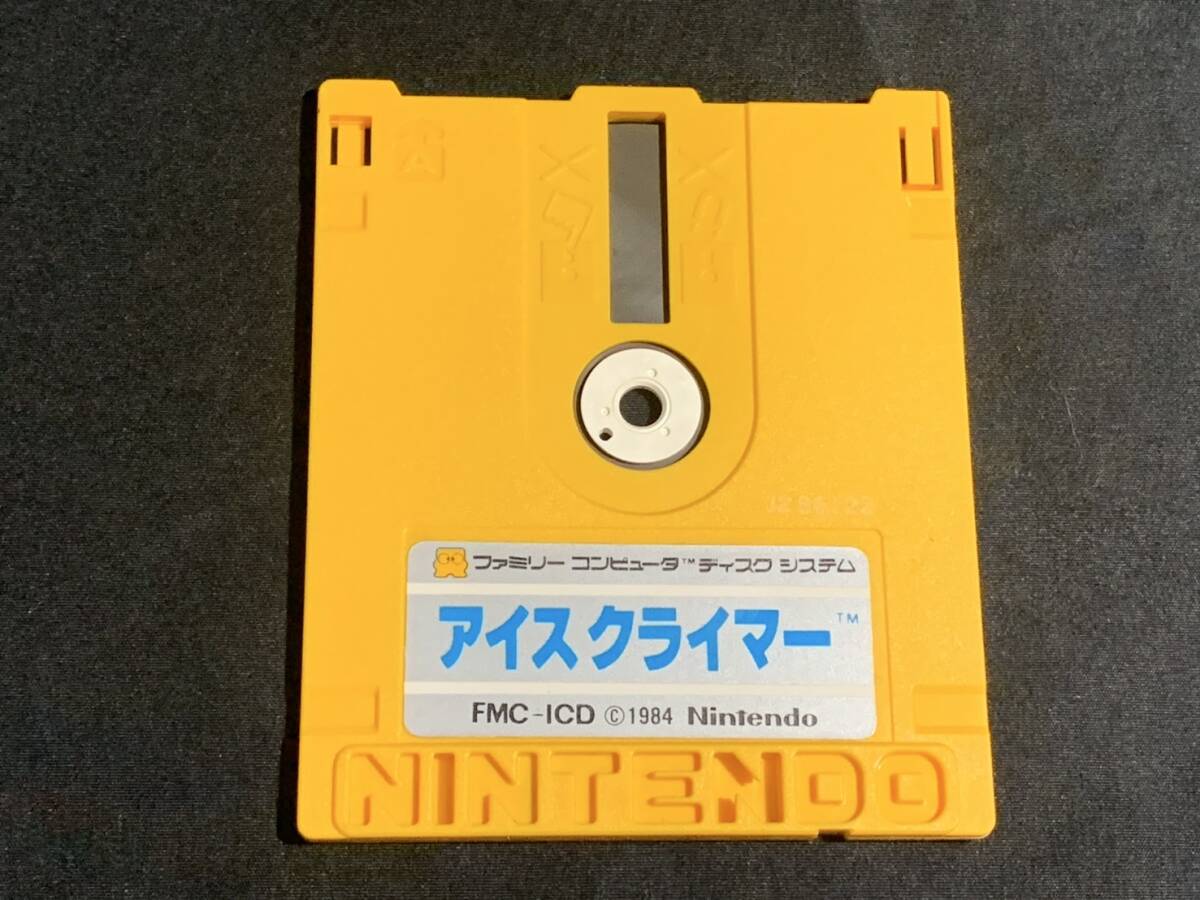 ファミリー コンピュータ™ ディスク システム
アイスクライマー™
FMC-ICD ©1984 Nintendo
NINTENDO